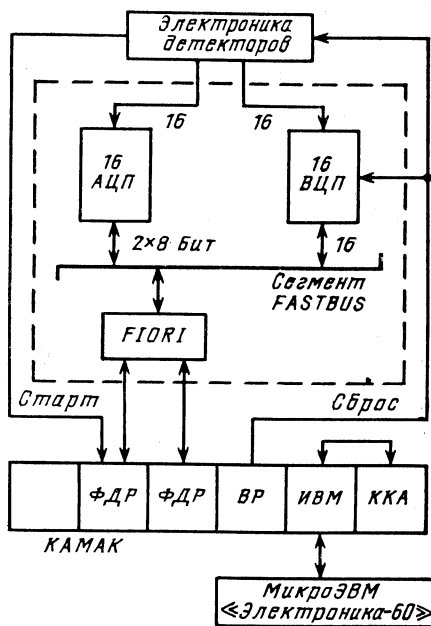 Электроника
детекторов
16
16
16
АЦП
16
ВЦП
2×8 Бит
16
Сегмент
FASTBUS
FIORI
Старт
Сброс
ФДР
ФДР
ВР
ИВМ
ККА
КАМАК
МикроЭВМ
«Электроника-60»